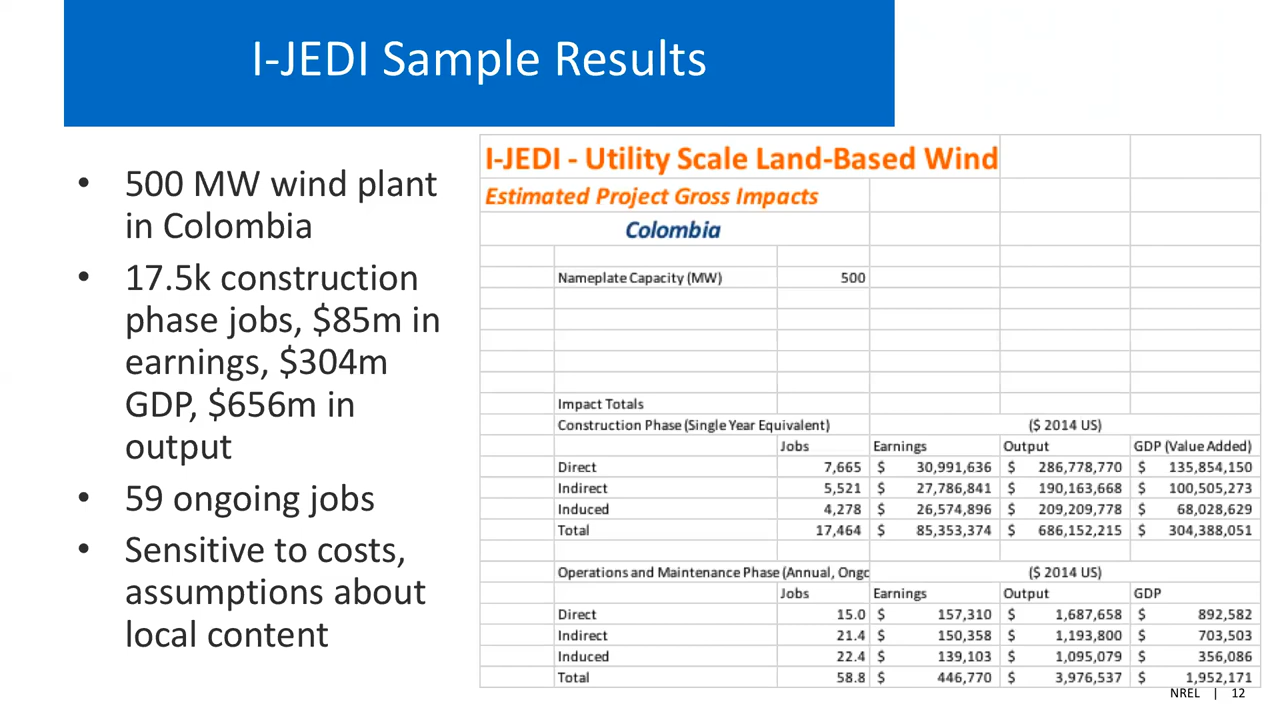 I-JEDI Sample Results
• 500 MW wind plant
in Colombia
• 17.5k construction
phase jobs, $85m in
earnings, $304m
GDP, $656m in
output
• 59 ongoing jobs
• Sensitive to costs,
assumptions about
local content
I-JEDI - Utility Scale Land-Based Wind
Estimated Project Gross Impacts
Colombia
Nameplate Capacity (MW) 500
Impact Totals
Construction Phase (Single Year Equivalent) ($ 2014 US)
Jobs Earnings Output GDP (Value Added)
Direct 7,665 $ 30,991,636 $ 286,778,770 $ 135,854,150
Indirect 5,521 $ 27,786,841 $ 190,163,668 $ 100,505,273
Induced 4,278 $ 26,574,896 $ 209,209,778 $ 68,028,629
Total 17,464 $ 85,353,374 $ 686,152,215 $ 304,388,051
Operations and Maintenance Phase (Annual, Ongc ($ 2014 US)
Jobs Earnings Output GDP
Direct 15.0 $ 157,310 $ 1,687,658 $ 892,582
Indirect 21.4 $ 150,358 $ 1,193,800 $ 703,503
Induced 22.4 $ 139,103 $ 1,095,079 $ 356,086
Total 58.8 $ 446,770 $ 3,976,537 $ 1,952,171
NREL | 12